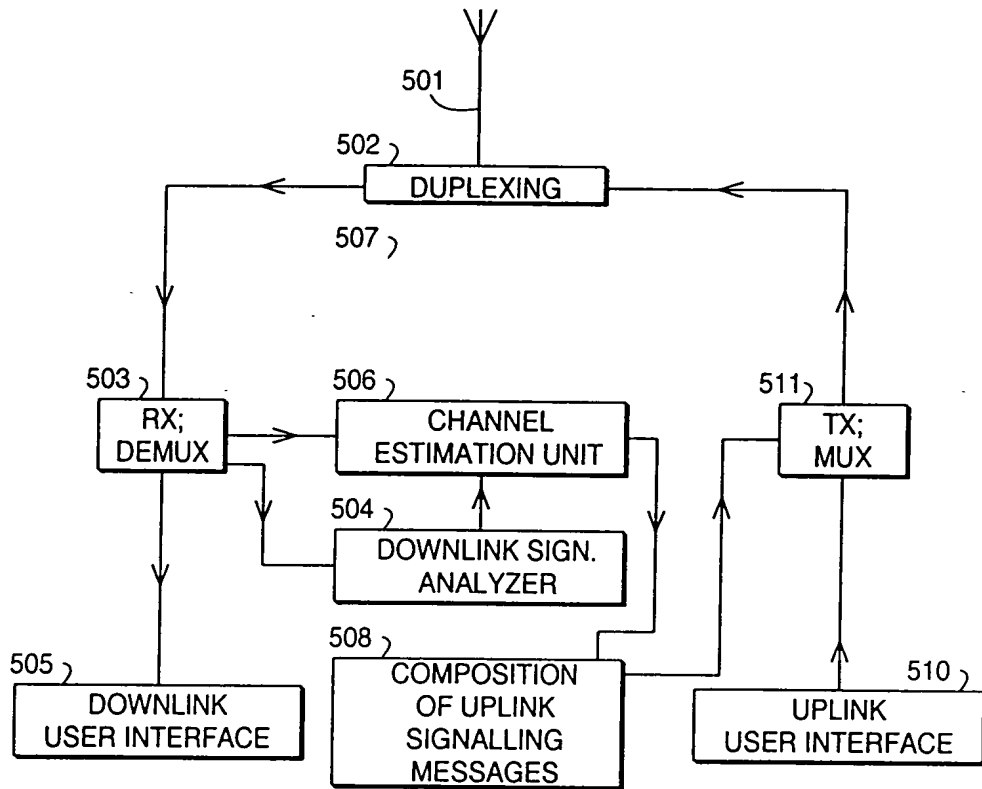 501
502
DUPLEXING
507
503
RX;
DEMUX
506
CHANNEL
ESTIMATION UNIT
511
TX;
MUX
504
DOWNLINK SIGN.
ANALYZER
505
DOWNLINK
USER INTERFACE
508
COMPOSITION
OF UPLINK
SIGNALLING
MESSAGES
510
UPLINK
USER INTERFACE